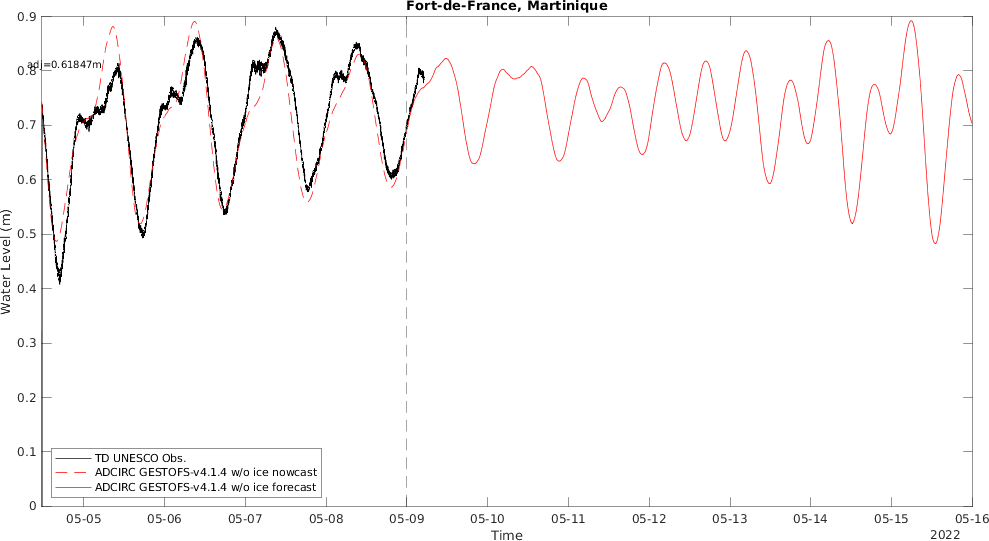 Fort-de-France, Martinique
adj=0.61847m
0.9
0.8
0.7
0.6
0.5
0.4
0.3
0.2
0.1
0
Water Level (m)
TD UNESCO Obs.
ADCIRC GESTOFS-v4.1.4 w/o ice nowcast
ADCIRC GESTOFS-v4.1.4 w/o ice forecast
05-05 05-06 05-07 05-08 05-09 05-10 05-11 05-12 05-13 05-14 05-15 05-16
Time
2022